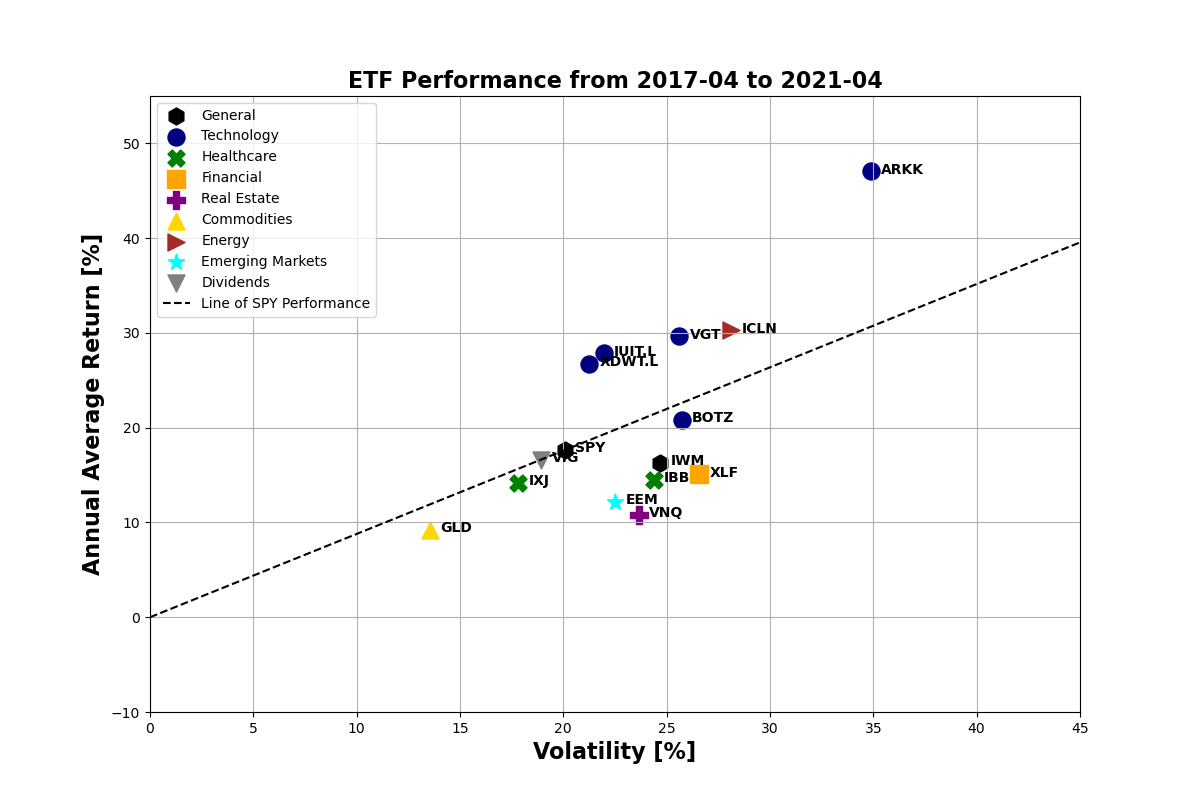 ETF Performance from 2017-04 to 2021-04
General
Technology
Healthcare
Financial
Real Estate
Commodities
Energy
Emerging Markets
Dividends
Line of SPY Performance
Annual Average Return [%]
50
40
30
20
10
0
−10
ARKK
ICLN
VGT
IUIT.L
XDWT.L
BOTZ
SPY
VIG
IWM
XLF
IBB
IXJ
EEM
VNQ
GLD
0 5 10 15 20 25 30 35 40 45
Volatility [%]